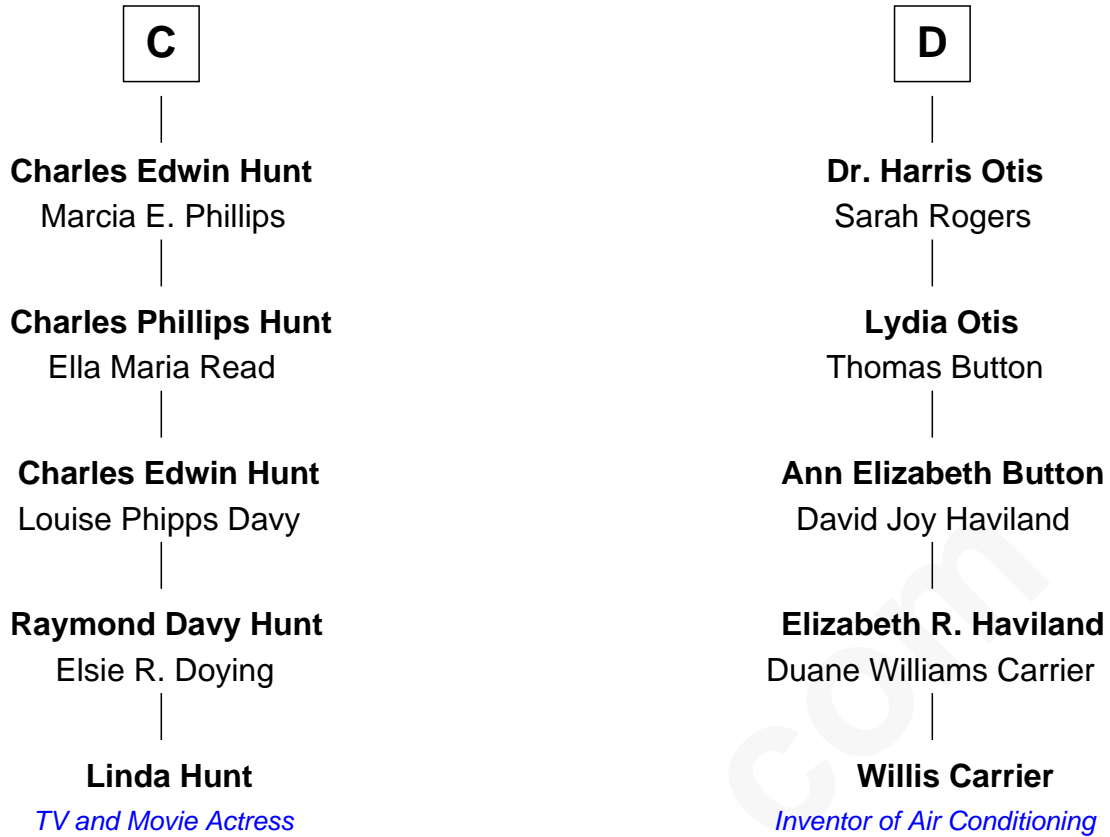 C
Charles Edwin Hunt
Marcia E. Phillips
Charles Phillips Hunt
Ella Maria Read
Charles Edwin Hunt
Louise Phipps Davy
Raymond Davy Hunt
Elsie R. Doying
Linda Hunt
TV and Movie Actress
D
Dr. Harris Otis
Sarah Rogers
Lydia Otis
Thomas Button
Ann Elizabeth Button
David Joy Haviland
Elizabeth R. Haviland
Duane Williams Carrier
Willis Carrier
Inventor of Air Conditioning
com